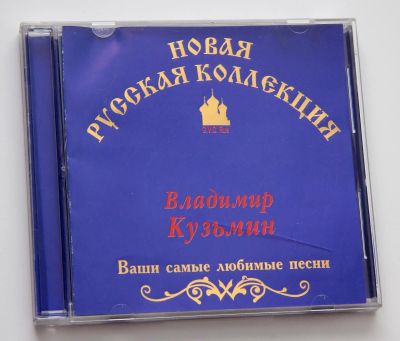 НОВАЯ
РУССКАЯ КОЛЛЕКЦИЯ
Владимир
Кузьмин
Ваши самые любимые песни